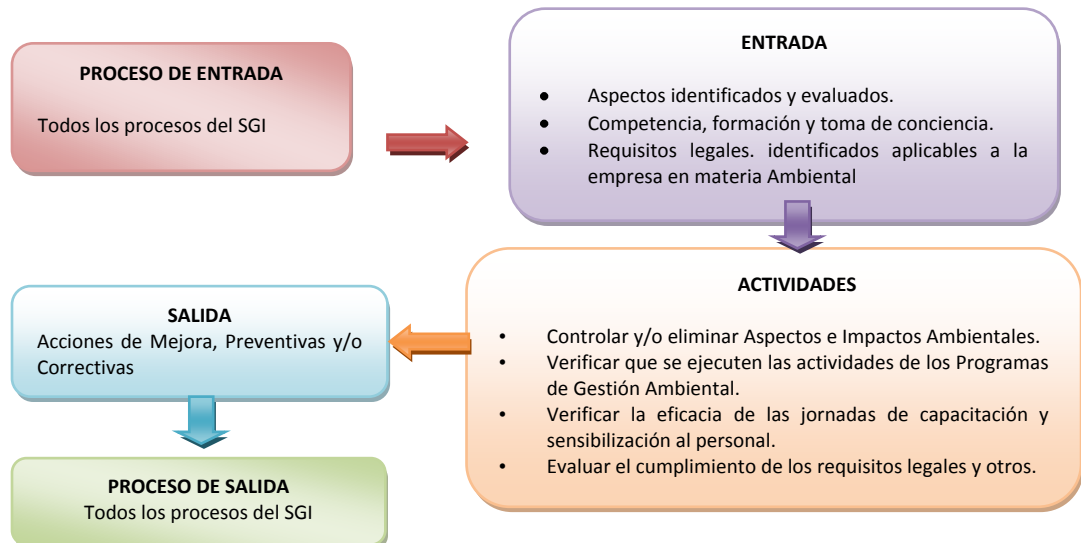 PROCESO DE ENTRADA
Todos los procesos del SGI
ENTRADA
• Aspectos identificados y evaluados.
• Competencia, formación y toma de conciencia.
• Requisitos legales. identificados aplicables a la
empresa en materia Ambiental
ACTIVIDADES
• Controlar y/o eliminar Aspectos e Impactos Ambientales.
• Verificar que se ejecuten las actividades de los Programas
de Gestión Ambiental.
• Verificar la eficacia de las jornadas de capacitación y
sensibilización al personal.
• Evaluar el cumplimiento de los requisitos legales y otros.
SALIDA
Acciones de Mejora, Preventivas y/o
Correctivas
PROCESO DE SALIDA
Todos los procesos del SGI